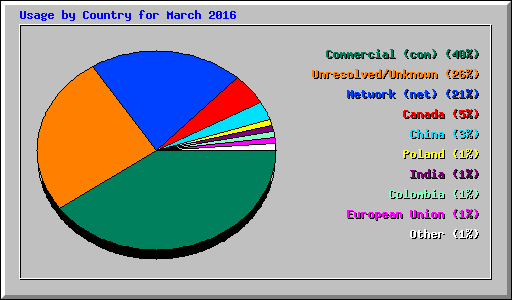 Usage by Country for March 2016
Commercial (com) (40%)
Unresolved/Unknown (26%)
Network (net) (21%)
Canada (5%)
China (3%)
Poland (1%)
India (1%)
Colombia (1%)
European Union (1%)
Other (1%)